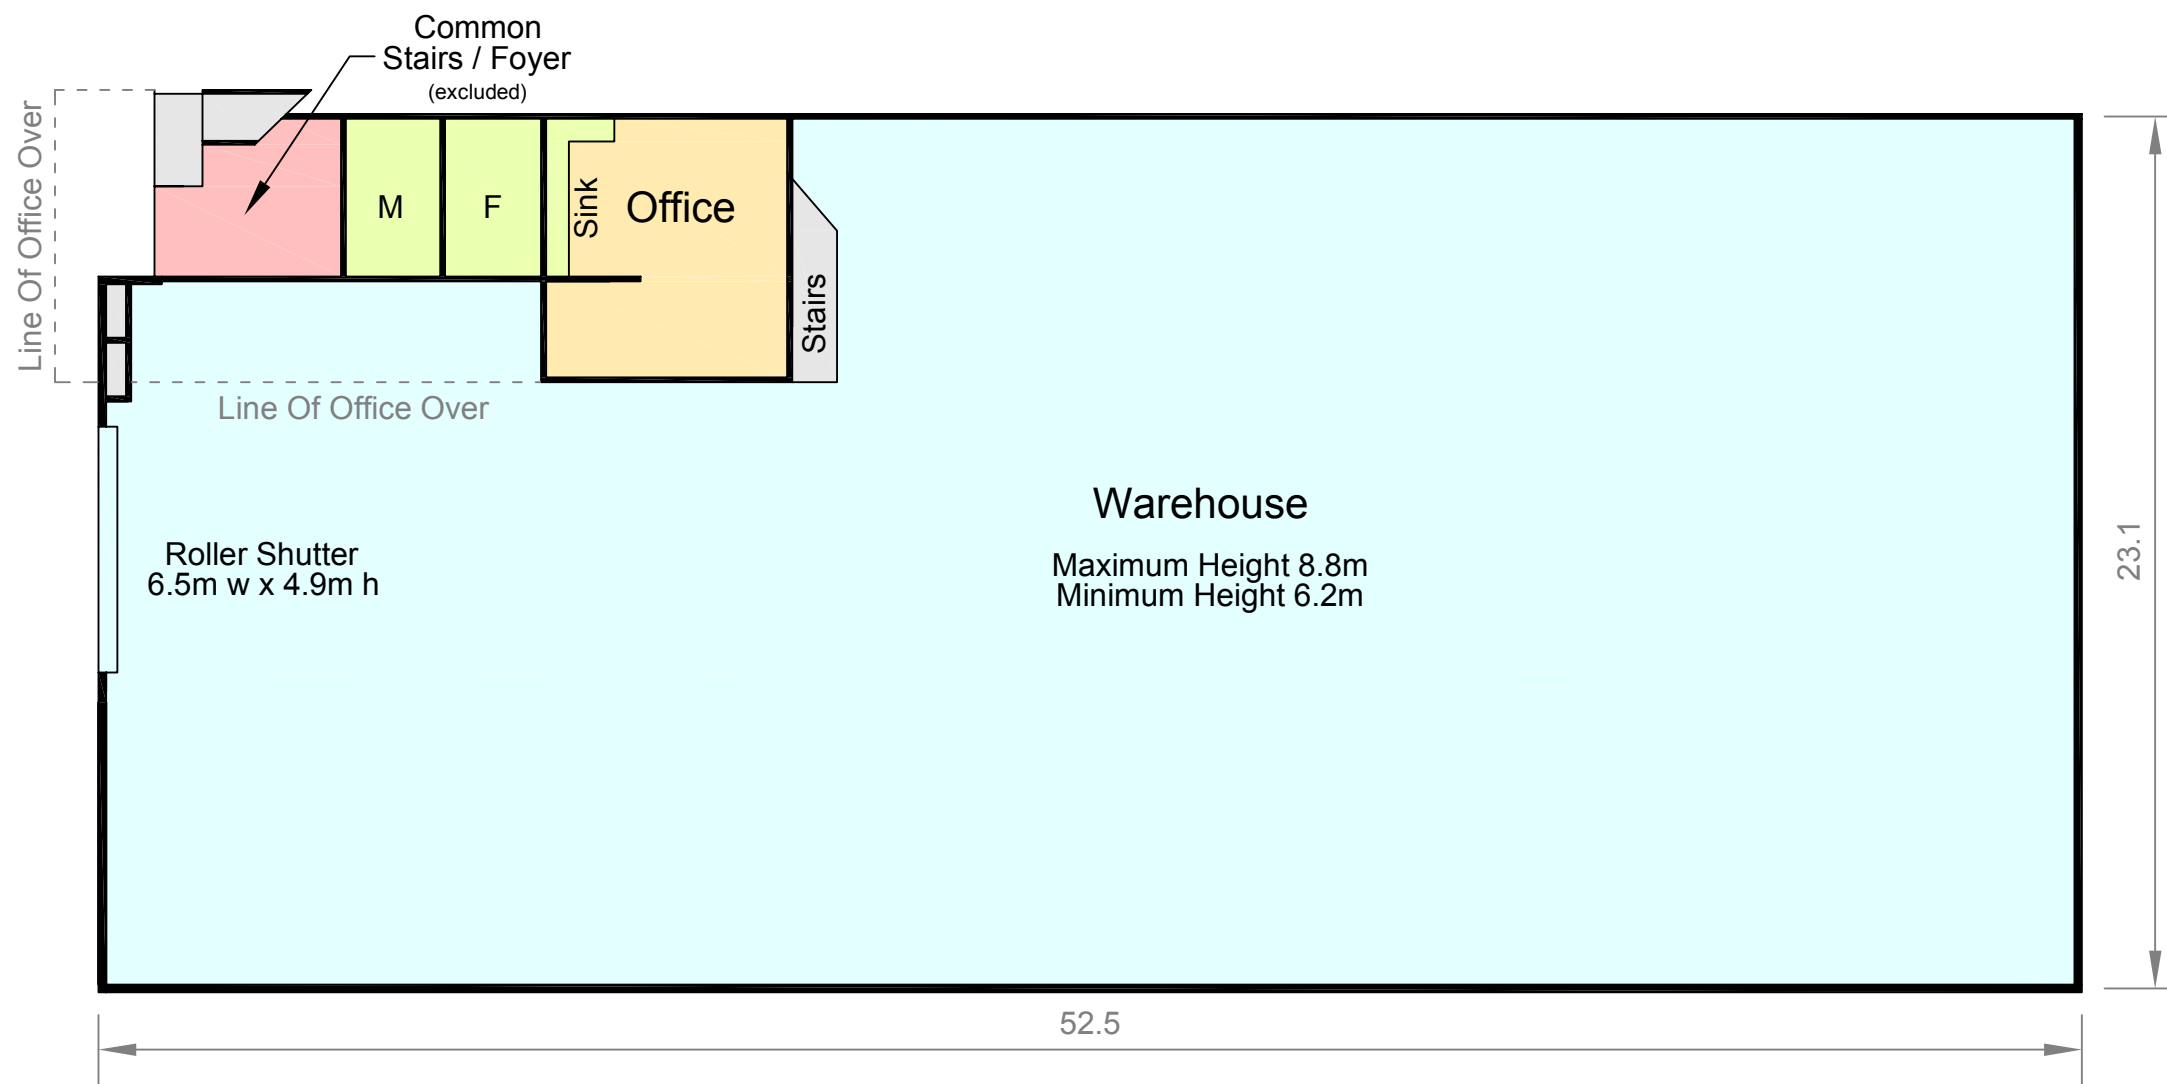 Common
Stairs / Foyer
(excluded)
Line Of Office Over
M
F
Sink
Office
Stairs
Line Of Office Over
Warehouse
Maximum Height 8.8m
Minimum Height 6.2m
Roller Shutter
6.5m w x 4.9m h
23.1
52.5